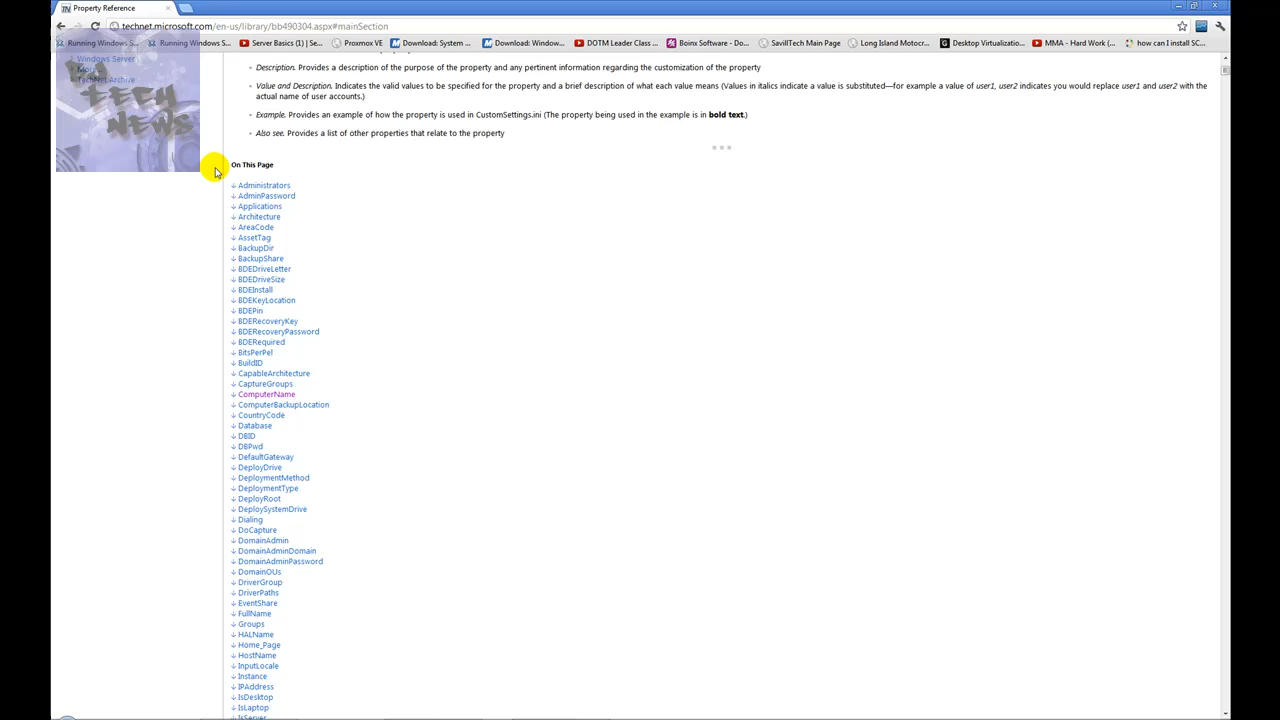 Property Reference
technet.microsoft.com/en-us/library/bb490304.aspx#mainSection
Running Windows S... Running Windows S... Server Basics (1) | Se... Proxmox VE Download: System ... Download: Window... DOTM Leader Class ... Boinx Software - Do... SavillTech Main Page Long Island Motocr... Desktop Virtualizatio... MMA - Hard Work (... how can I install SC...
Windows Server
More...
TechNet Archive
TECH
NEWS
Description. Provides a description of the purpose of the property and any pertinent information regarding the customization of the property
Value and Description. Indicates the valid values to be specified for the property and a brief description of what each value means (Values in italics indicate a value is substituted—for example a value of user1, user2 indicates you would replace user1 and user2 with the
actual name of user accounts.)
Example. Provides an example of how the property is used in CustomSettings.ini (The property being used in the example is in bold text.)
Also see. Provides a list of other properties that relate to the property
On This Page
Administrators
AdminPassword
Applications
Architecture
AreaCode
AssetTag
BackupDir
BackupShare
BDEDriveLetter
BDEDriveSize
BDEInstall
BDEKeyLocation
BDEPin
BDERecoveryKey
BDERecoveryPassword
BDERequired
BitsPerPel
BuildID
CapableArchitecture
CaptureGroups
ComputerName
ComputerBackupLocation
CountryCode
Database
DBID
DBPwd
DefaultGateway
DeployDrive
DeploymentMethod
DeploymentType
DeployRoot
DeploySystemDrive
Dialing
DoCapture
DomainAdmin
DomainAdminDomain
DomainAdminPassword
DomainOUs
DriverGroup
DriverPaths
EventShare
FullName
Groups
HALName
Home_Page
HostName
InputLocale
Instance
IPAddress
IsDesktop
IsLaptop
IsServer